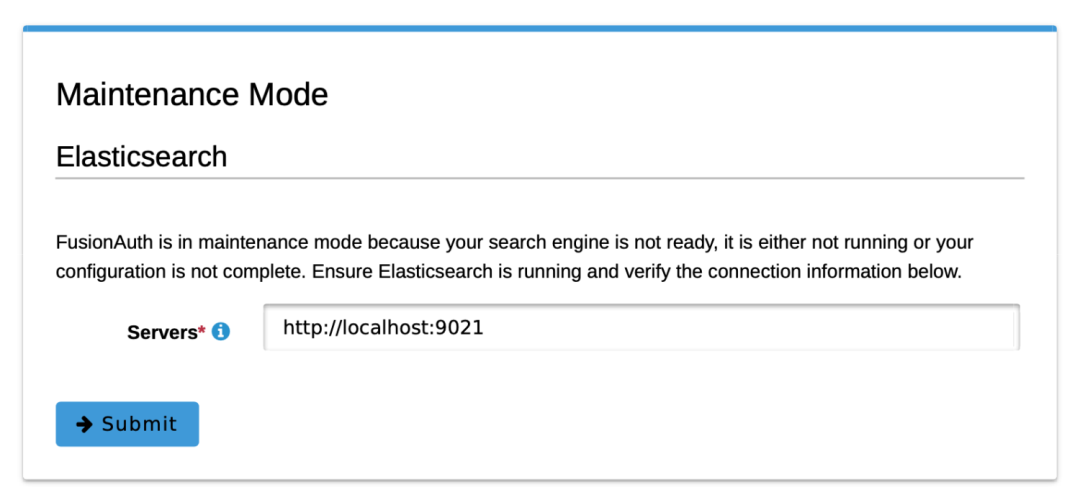 Maintenance Mode
Elasticsearch
FusionAuth is in maintenance mode because your search engine is not ready, it is either not running or your
configuration is not complete. Ensure Elasticsearch is running and verify the connection information below.
Servers* http://localhost:9021
Submit